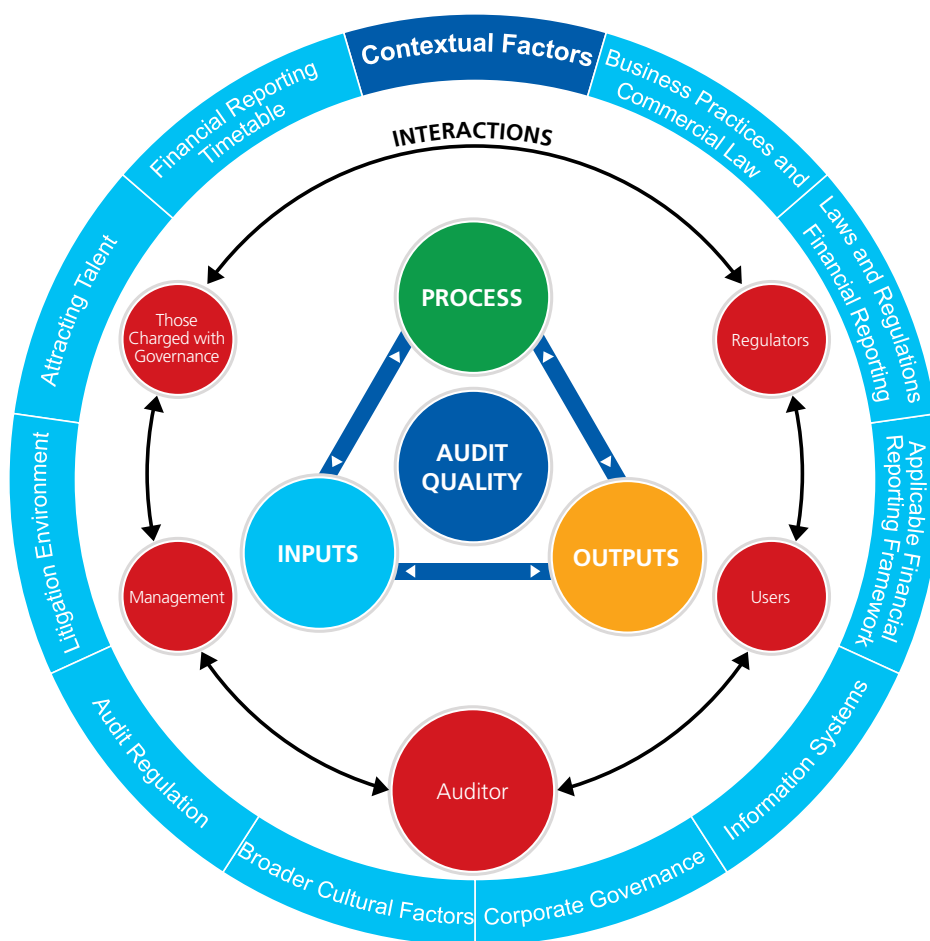 Contextual Factors
Business Practices and
Commercial Law
Laws and Regulations
Financial Reporting
Applicable Financial
Reporting Framework
Information Systems
Corporate Governance
Broader Cultural Factors
Audit Regulation
Litigation Environment
Attracting Talent
Financial Reporting
Timetable
INTERACTIONS
PROCESS
Those
Charged with
Governance
Regulators
AUDIT
QUALITY
INPUTS
OUTPUTS
Management
Users
Auditor